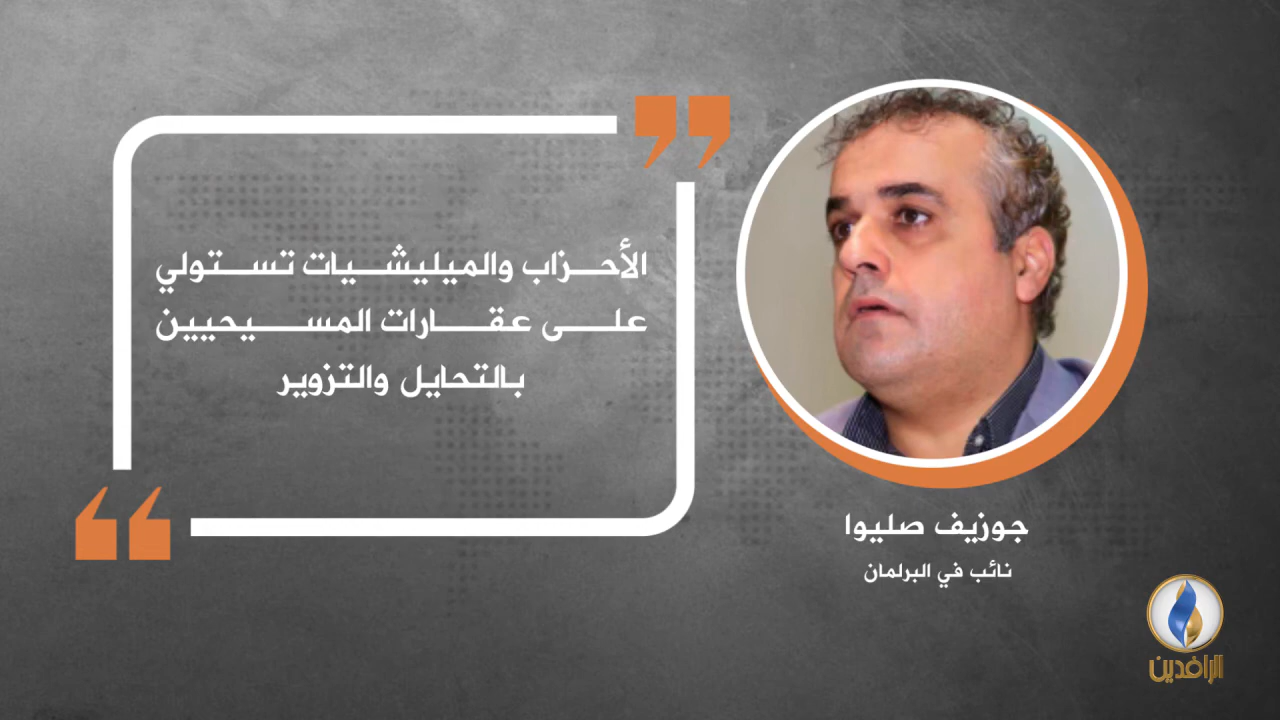 الأحزاب والميليشيات تستولي
على عقارات المسيحيين
بالتحايل والتزوير
جوزيف صليوا
نائب في البرلمان
الرافدين